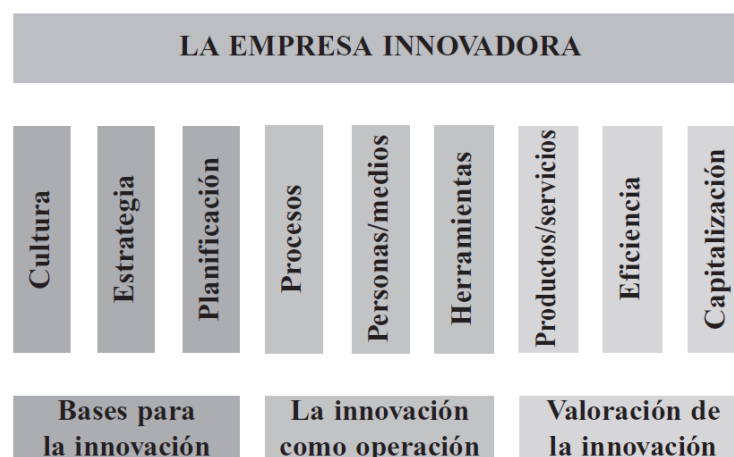 LA EMPRESA INNOVADORA
Cultura
Estrategia
Planificación
Procesos
Personas/medios
Herramientas
Productos/servicios
Eficiencia
Capitalización
Bases para
la innovación
La innovación
como operación
Valoración de
la innovación